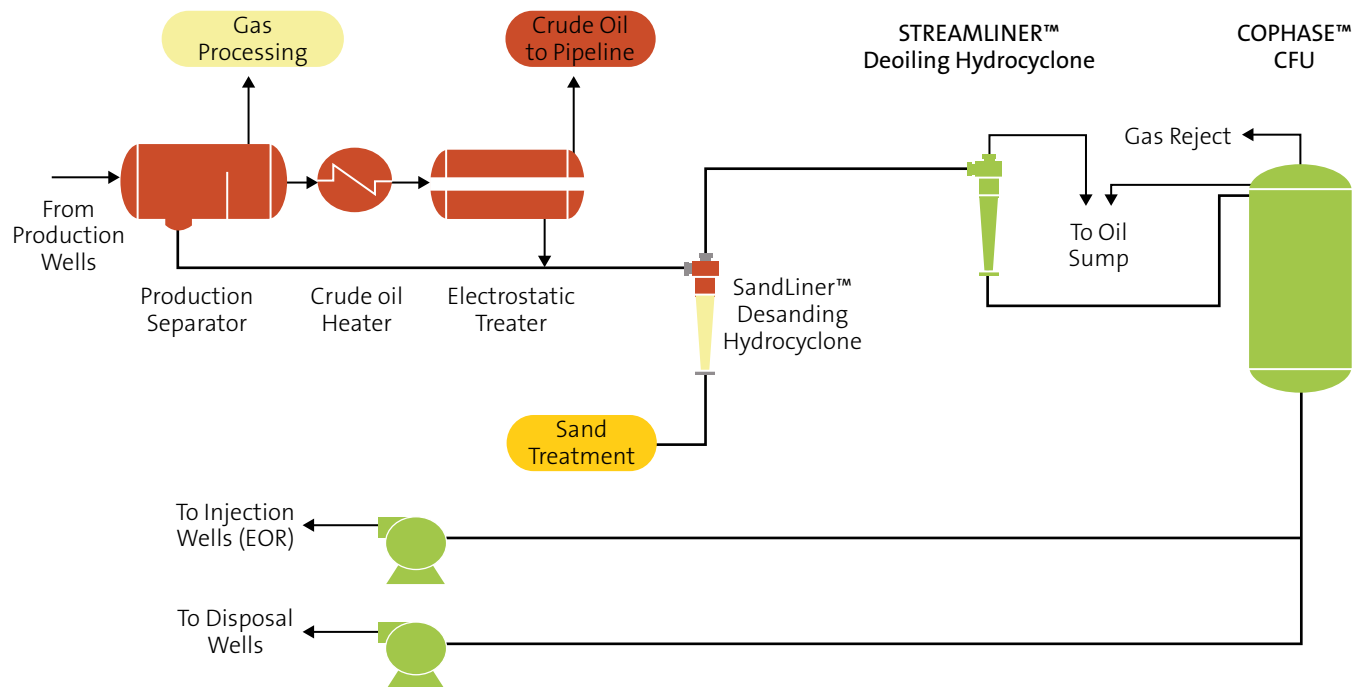 Gas
Processing
Crude Oil
to Pipeline
STREAMLINER™
Deoiling Hydrocyclone
COPHASE™
CFU
Gas Reject
From
Production
Wells
To Oil
Sump
Production
Separator
Crude oil
Heater
Electrostatic
Treater
SandLiner™
Desanding
Hydrocyclone
Sand
Treatment
To Injection
Wells (EOR)
To Disposal
Wells